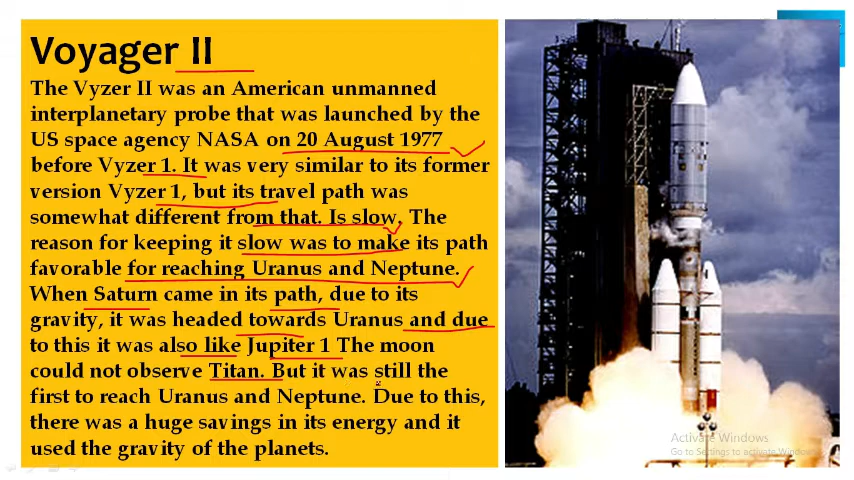 Voyager II
The Vyzer II was an American unmanned
interplanetary probe that was launched by the
US space agency NASA on 20 August 1977
before Vyzer 1. It was very similar to its former
version Vyzer 1, but its travel path was
somewhat different from that. Is slow. The
reason for keeping it slow was to make its path
favorable for reaching Uranus and Neptune.
When Saturn came in its path, due to its
gravity, it was headed towards Uranus and due
to this it was also like Jupiter 1 The moon
could not observe Titan. But it was still the
first to reach Uranus and Neptune. Due to this,
there was a huge savings in its energy and it
used the gravity of the planets.
Activate Windows
Go to Settings to activate Windows.